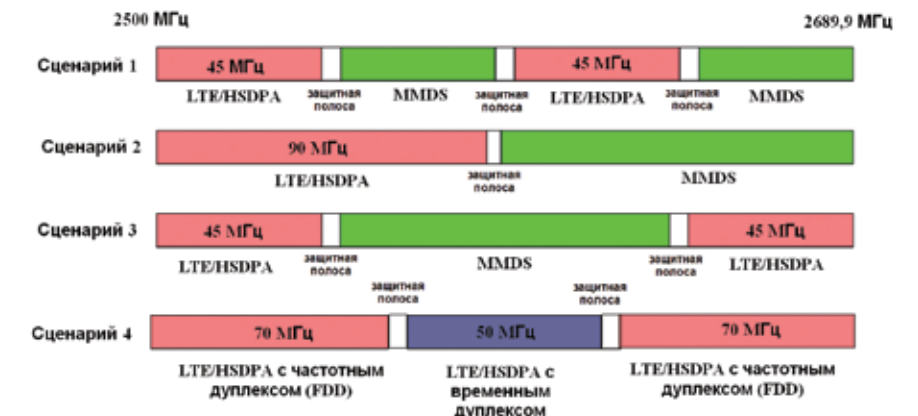 2500 МГц
2689,9 МГц
Сценарий 1
45 МГц
45 МГц
LTE/HSDPA
защитная
полоса
MMDS
защитная
полоса
LTE/HSDPA
защитная
полоса
MMDS
Сценарий 2
90 МГц
LTE/HSDPA
защитная
полоса
MMDS
Сценарий 3
45 МГц
45 МГц
LTE/HSDPA
защитная
полоса
MMDS
защитная
полоса
LTE/HSDPA
защитная
полоса
защитная
полоса
Сценарий 4
70 МГц
50 МГц
70 МГц
LTE/HSDPA с частотным
дуплексом (FDD)
LTE/HSDPA с
временным
дуплексом
LTE/HSDPA с частотным
дуплексом (FDD)